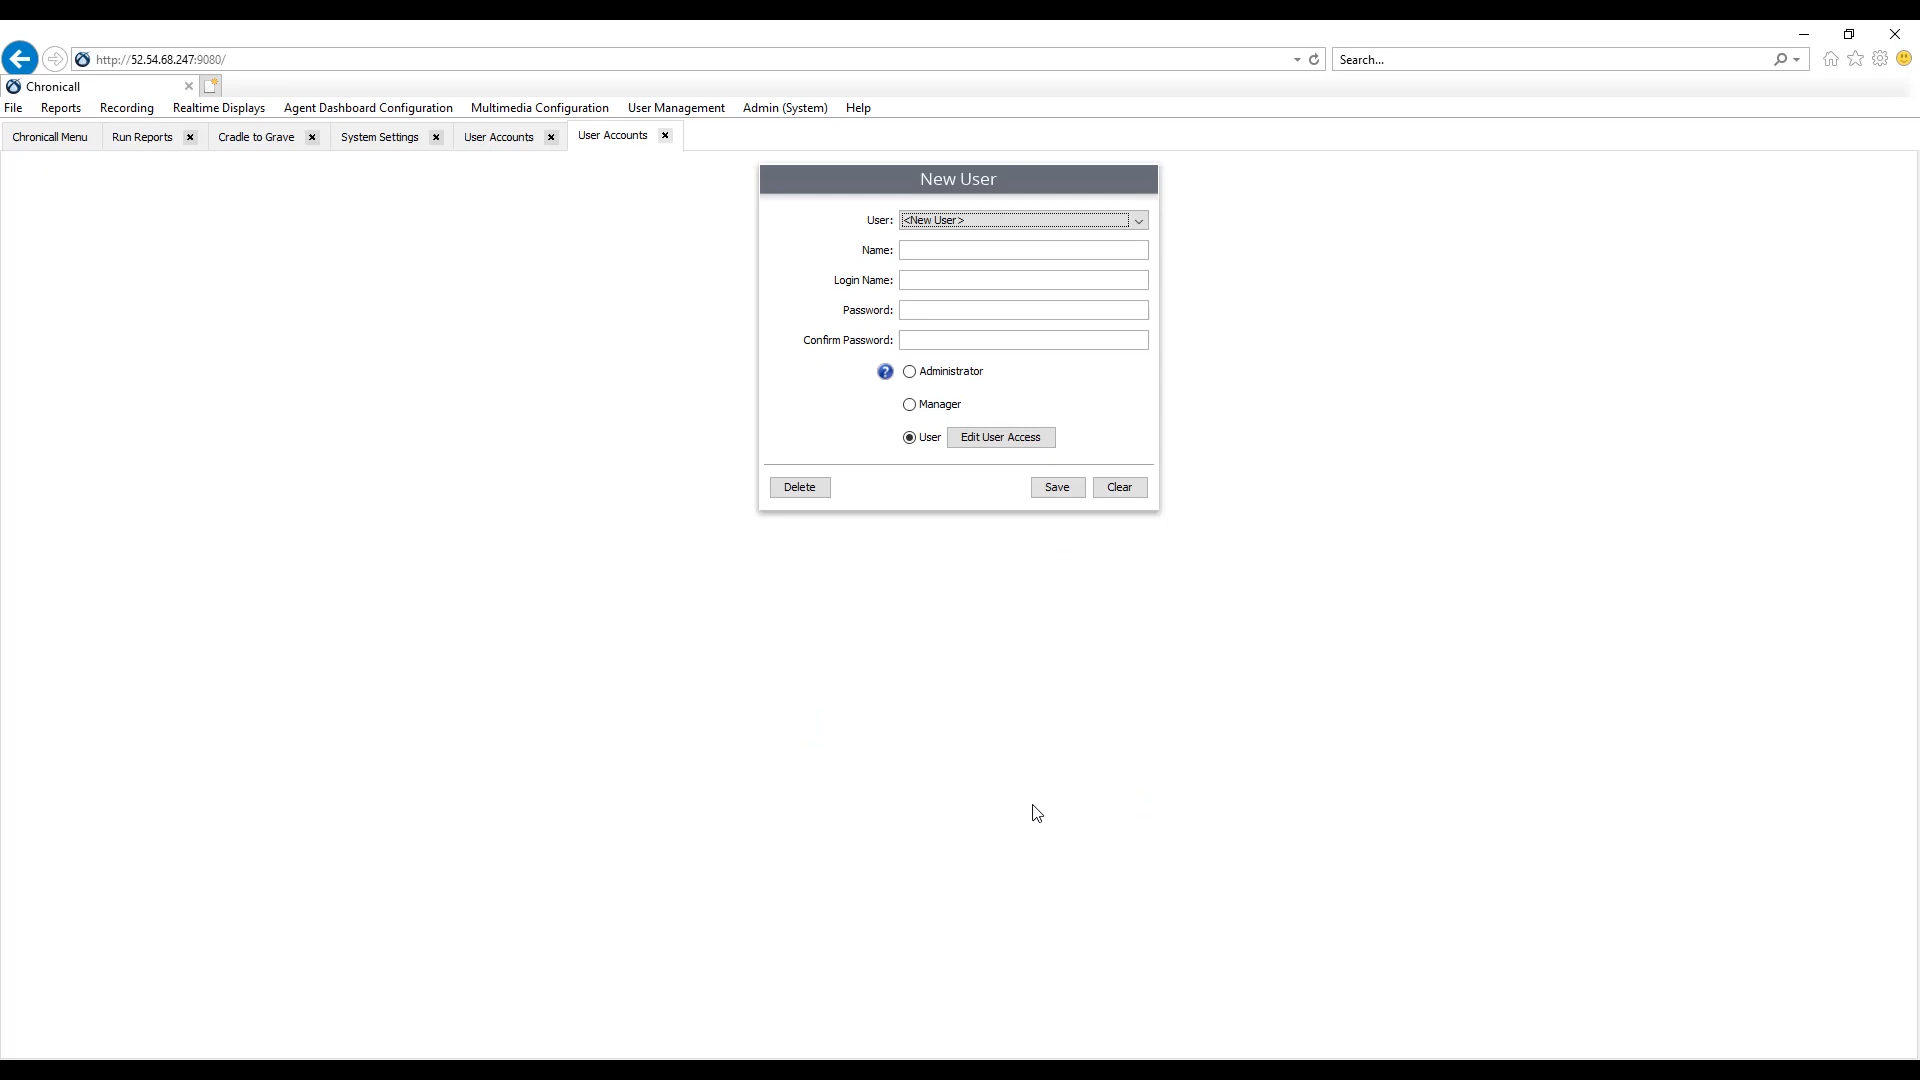 http://52.54.68.247:9080/
Search...
Chronicall
File Reports Recording Realtime Displays Agent Dashboard Configuration Multimedia Configuration User Management Admin (System) Help
Chronicall Menu Run Reports Cradle to Grave System Settings User Accounts User Accounts
New User
User: <New User>
Name:
Login Name:
Password:
Confirm Password:
? Administrator
Manager
User Edit User Access
Delete Save Clear